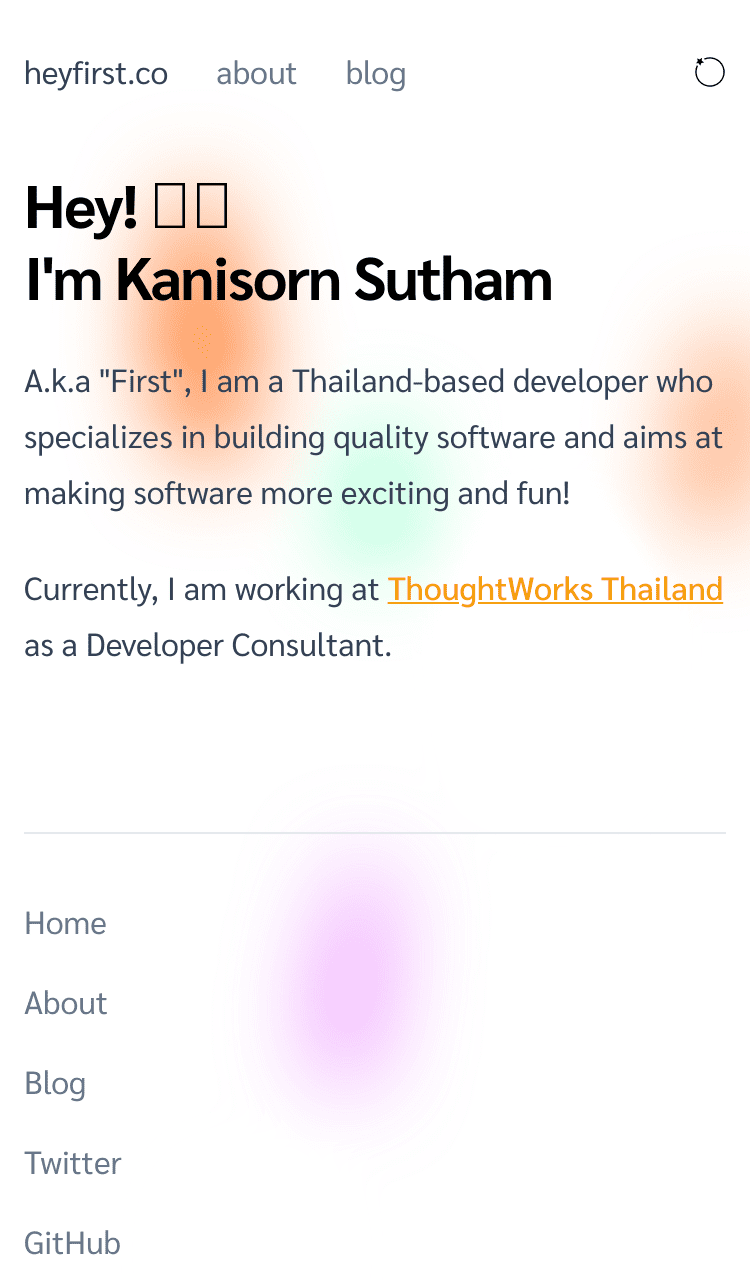 heyfirst.co about blog
Hey!
I'm Kanisorn Sutham
A.k.a "First", I am a Thailand-based developer who
specializes in building quality software and aims at
making software more exciting and fun!
Currently, I am working at ThoughtWorks Thailand
as a Developer Consultant.
Home
About
Blog
Twitter
GitHub